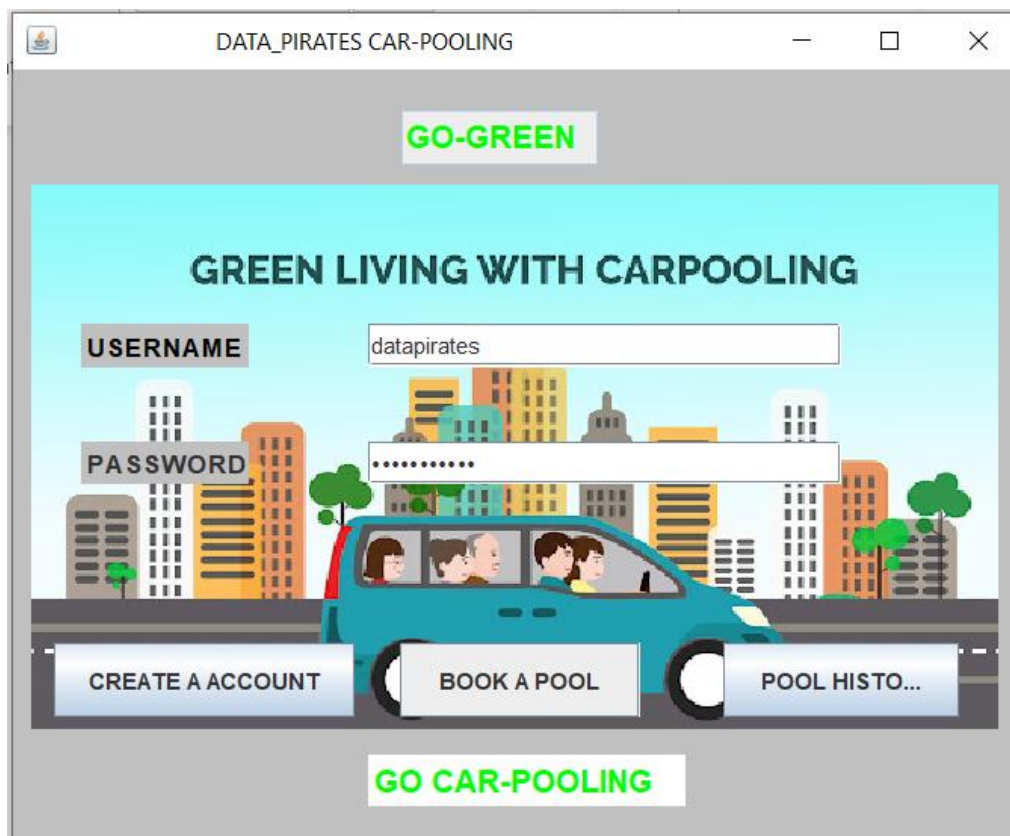 DATA_PIRATES CAR-POOLING
GO-GREEN
GREEN LIVING WITH CARPOOLING
USERNAME datapirates
PASSWORD •••••••••••
CREATE A ACCOUNT BOOK A POOL POOL HISTO...
GO CAR-POOLING